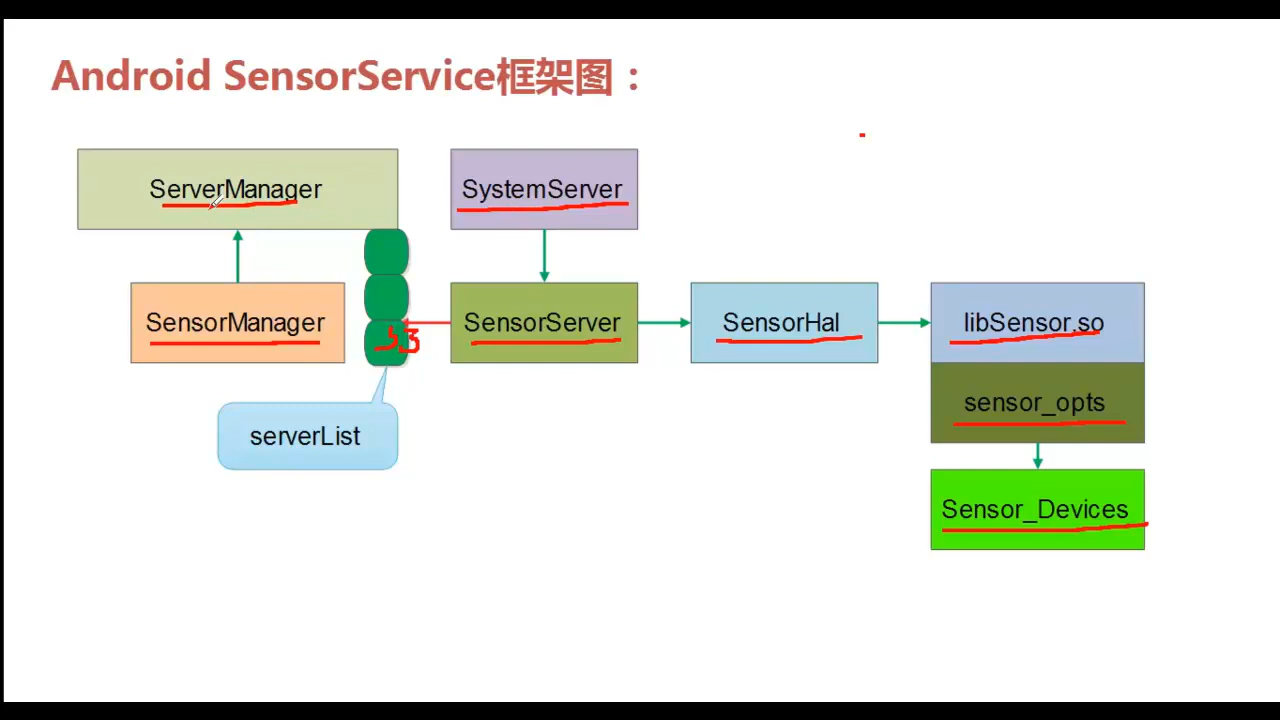 Android SensorService框架图：
ServerManager
SystemServer
SensorManager
SensorServer
SensorHal
libSensor.so
sensor_opts
serverList
Sensor_Devices